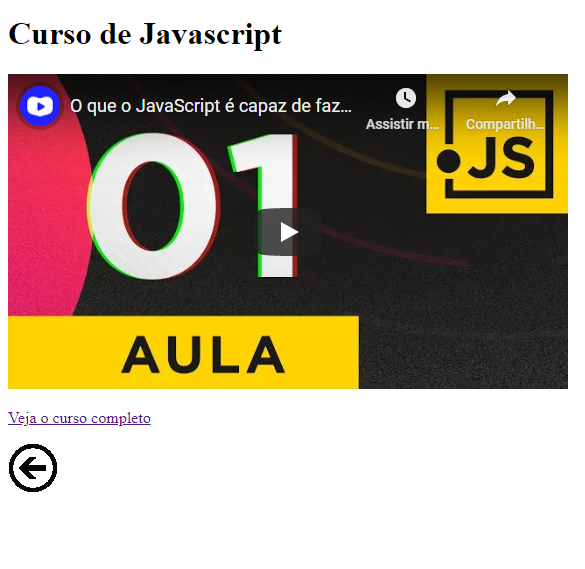 Curso de Javascript
O que o JavaScript é capaz de faz...
Assistir m...
Compartilh...
JS
01
AULA
Veja o curso completo